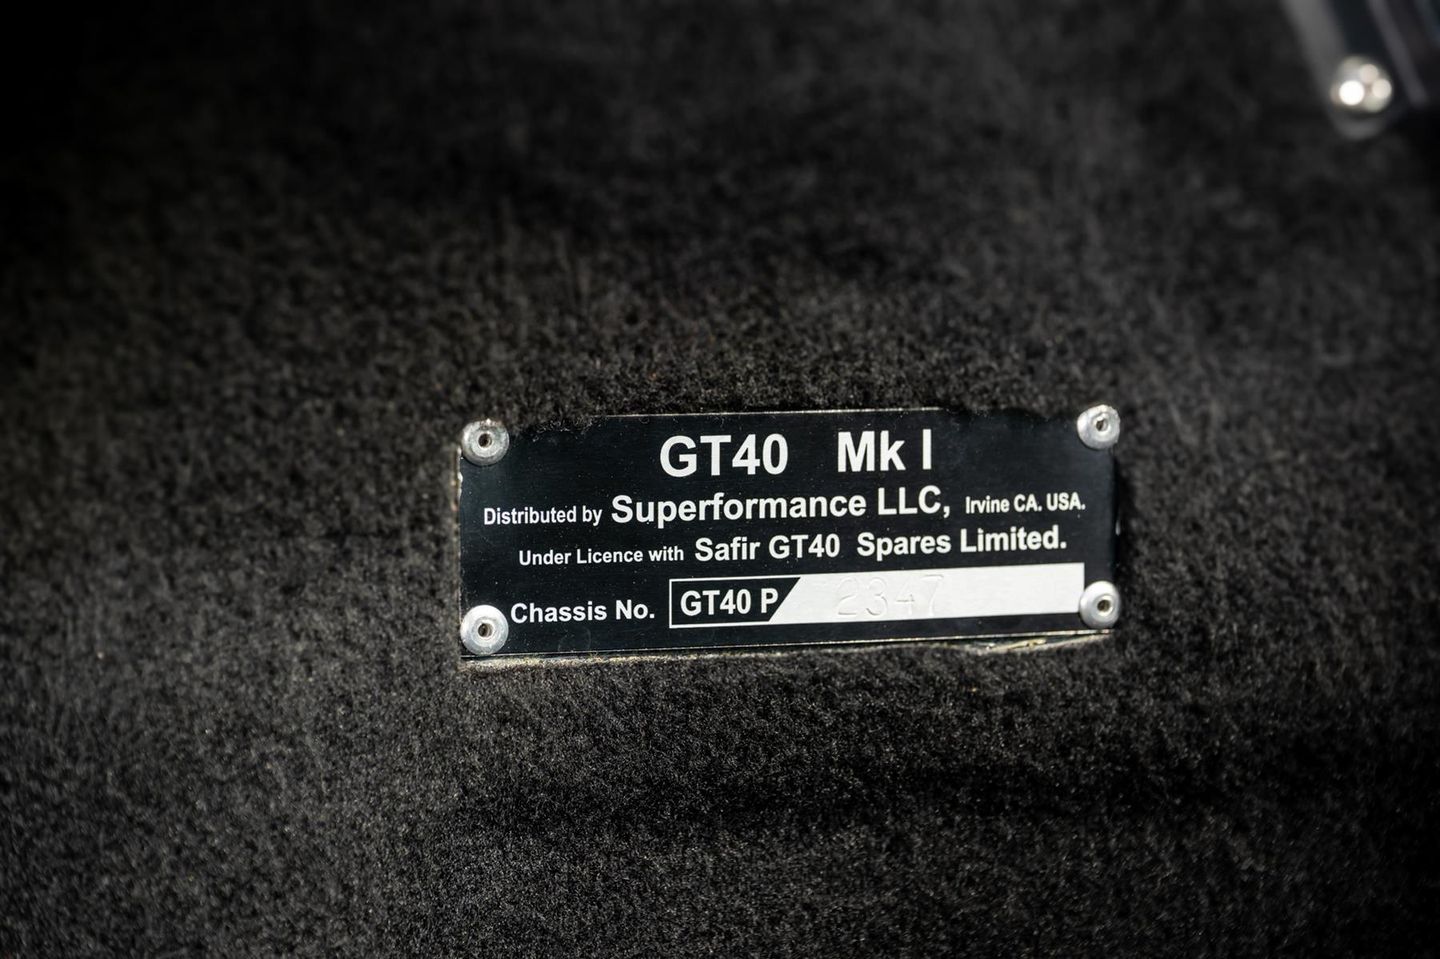 GT40 Mk I
Distributed by Superformance LLC, Irvine CA. USA.
Under Licence with Safir GT40 Spares Limited.
Chassis No. GT40 P 2347